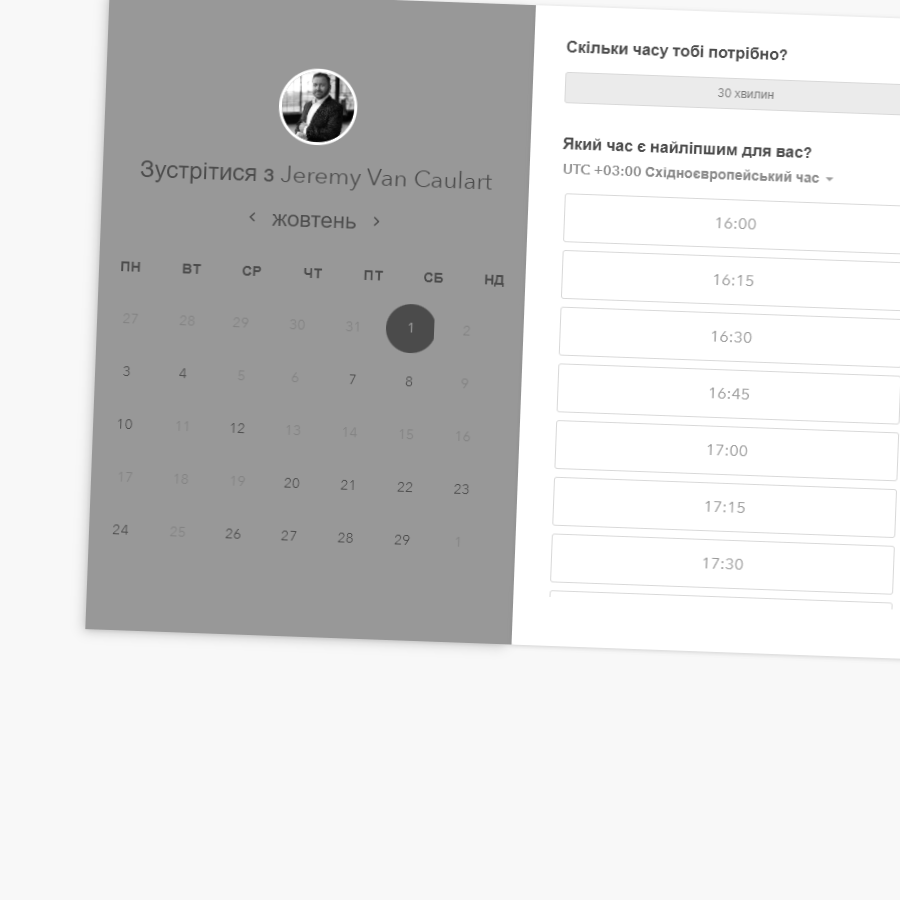 Зустрітися з Jeremy Van Caulart
жовтень
ПН ВТ СР ЧТ ПТ СБ НД
27 28 29 30 31 1 2
3 4 5 6 7 8 9
10 11 12 13 14 15 16
17 18 19 20 21 22 23
24 25 26 27 28 29 1
Скільки часу тобі потрібно?
30 хвилин
Який час є найліпшим для вас?
UTC +03:00 Східноєвропейський час
16:00
16:15
16:30
16:45
17:00
17:15
17:30